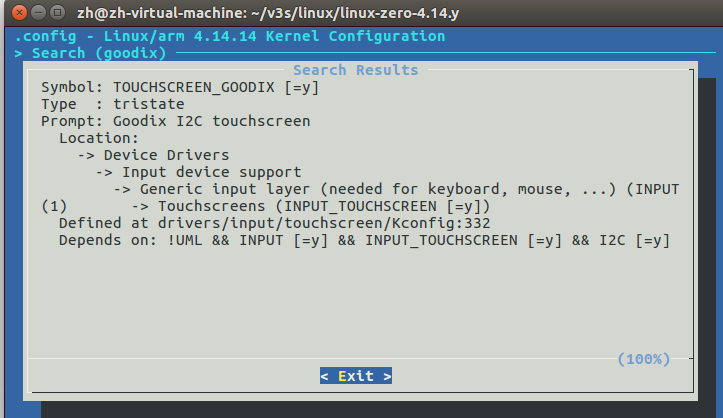 zh@zh-virtual-machine: ~/v3s/linux/linux-zero-4.14.y
.config - Linux/arm 4.14.14 Kernel Configuration
> Search (goodix)
Search Results
Symbol: TOUCHSCREEN_GOODIX [=y]
Type  : tristate
Prompt: Goodix I2C touchscreen
  Location:
    -> Device Drivers
      -> Input device support
        -> Generic input layer (needed for keyboard, mouse, ...) (INPUT
(1)       -> Touchscreens (INPUT_TOUCHSCREEN [=y])
  Defined at drivers/input/touchscreen/Kconfig:332
  Depends on: !UML && INPUT [=y] && INPUT_TOUCHSCREEN [=y] && I2C [=y]
(100%)
< Exit >